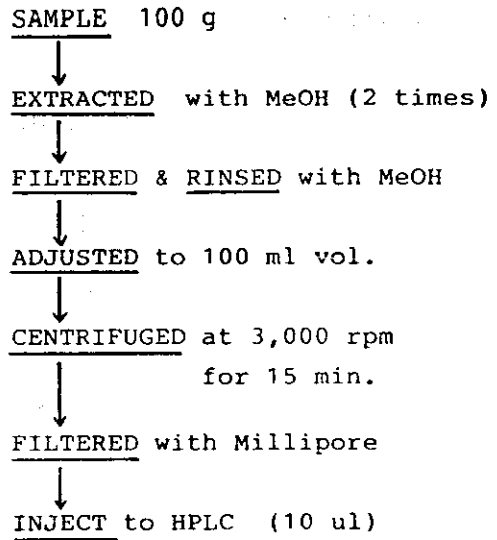 SAMPLE 100 g
EXTRACTED with MeOH (2 times)
FILTERED & RINSED with MeOH
ADJUSTED to 100 ml vol.
CENTRIFUGED at 3,000 rpm
for 15 min.
FILTERED with Millipore
INJECT to HPLC (10 ul)